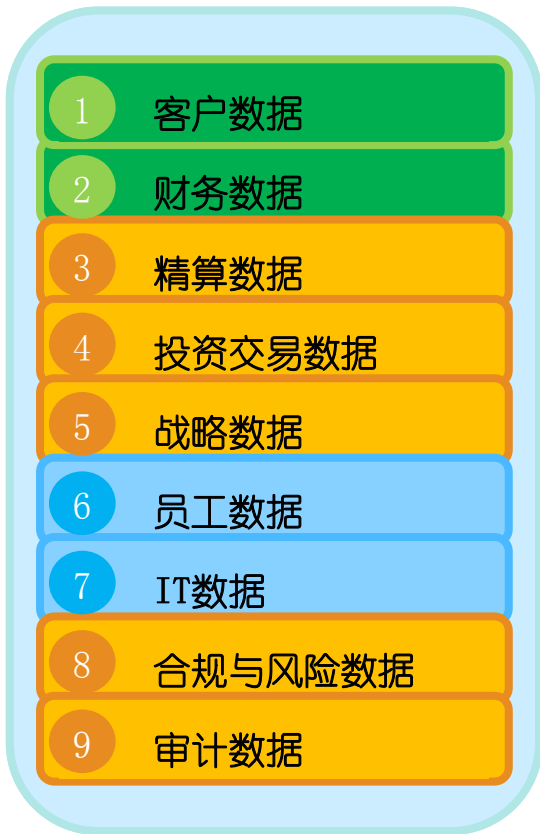 1 客户数据
2 财务数据
3 精算数据
4 投资交易数据
5 战略数据
6 员工数据
7 IT数据
8 合规与风险数据
9 审计数据